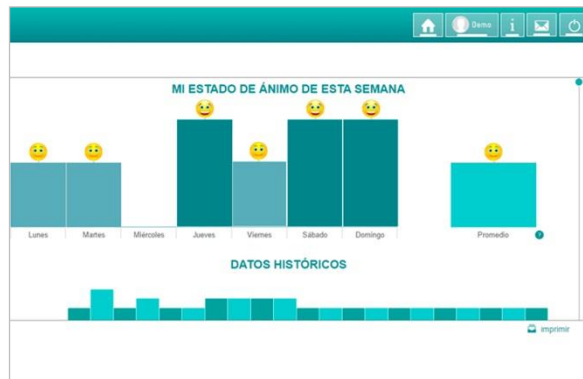 Demo
MI ESTADO DE ÁNIMO DE ESTA SEMANA
Lunes Martes Miércoles Jueves Viernes Sábado Domingo Promedio
DATOS HISTÓRICOS
imprimir